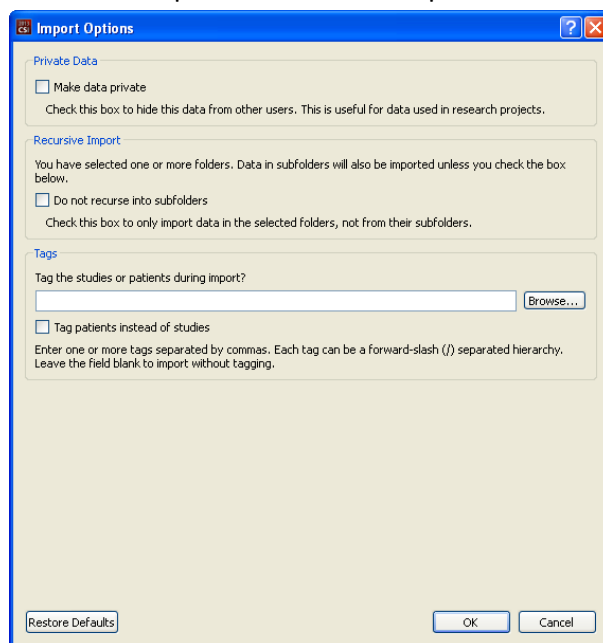 Import Options
Private Data
Make data private
Check this box to hide this data from other users. This is useful for data used in research projects.
Recursive Import
You have selected one or more folders. Data in subfolders will also be imported unless you check the box
below.
Do not recurse into subfolders
Check this box to only import data in the selected folders, not from their subfolders.
Tags
Tag the studies or patients during import?
Browse...
Tag patients instead of studies
Enter one or more tags separated by commas. Each tag can be a forward-slash (/) separated hierarchy.
Leave the field blank to import without tagging.
Restore Defaults
OK
Cancel